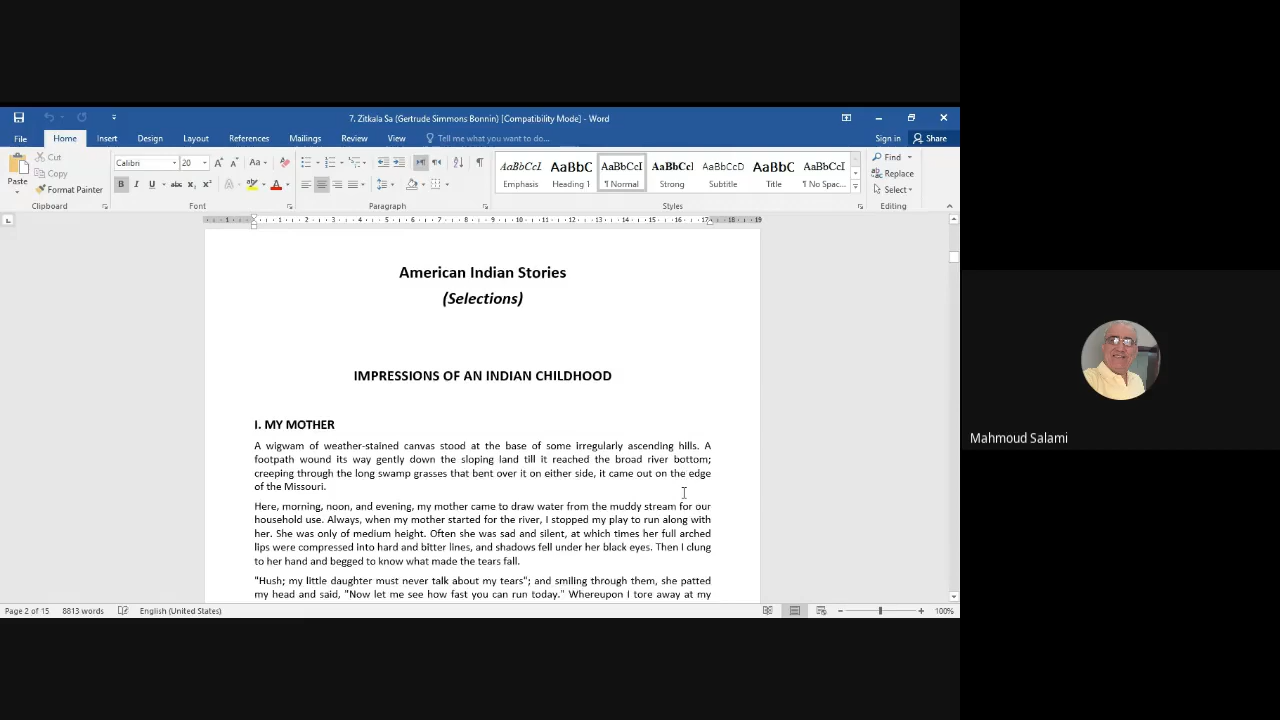 7. Zitkala Sa (Gertrude Simmons Bonnin) [Compatibility Mode] - Word
File Home Insert Design Layout References Mailings Review View Tell me what you want to do... Sign in Share
Paste Cut Copy Format Painter
Calibri 20
Clipboard Font Paragraph Styles Editing
AaBbCcI AaBbC AaBbCcI AaBbCcI AaBbCcD AaBbC AaBbCcI
Emphasis Heading 1 ¶ Normal Strong Subtitle Title ¶ No Spac...
Find
Replace
Select
American Indian Stories
(Selections)
IMPRESSIONS OF AN INDIAN CHILDHOOD
I. MY MOTHER
A wigwam of weather-stained canvas stood at the base of some irregularly ascending hills. A
footpath wound its way gently down the sloping land till it reached the broad river bottom;
creeping through the long swamp grasses that bent over it on either side, it came out on the edge
of the Missouri.
Here, morning, noon, and evening, my mother came to draw water from the muddy stream for our
household use. Always, when my mother started for the river, I stopped my play to run along with
her. She was only of medium height. Often she was sad and silent, at which times her full arched
lips were compressed into hard and bitter lines, and shadows fell under her black eyes. Then I clung
to her hand and begged to know what made the tears fall.
"Hush; my little daughter must never talk about my tears"; and smiling through them, she patted
my head and said, "Now let me see how fast you can run today." Whereupon I tore away at my
Page 2 of 15 8813 words English (United States) 100%
Mahmoud Salami